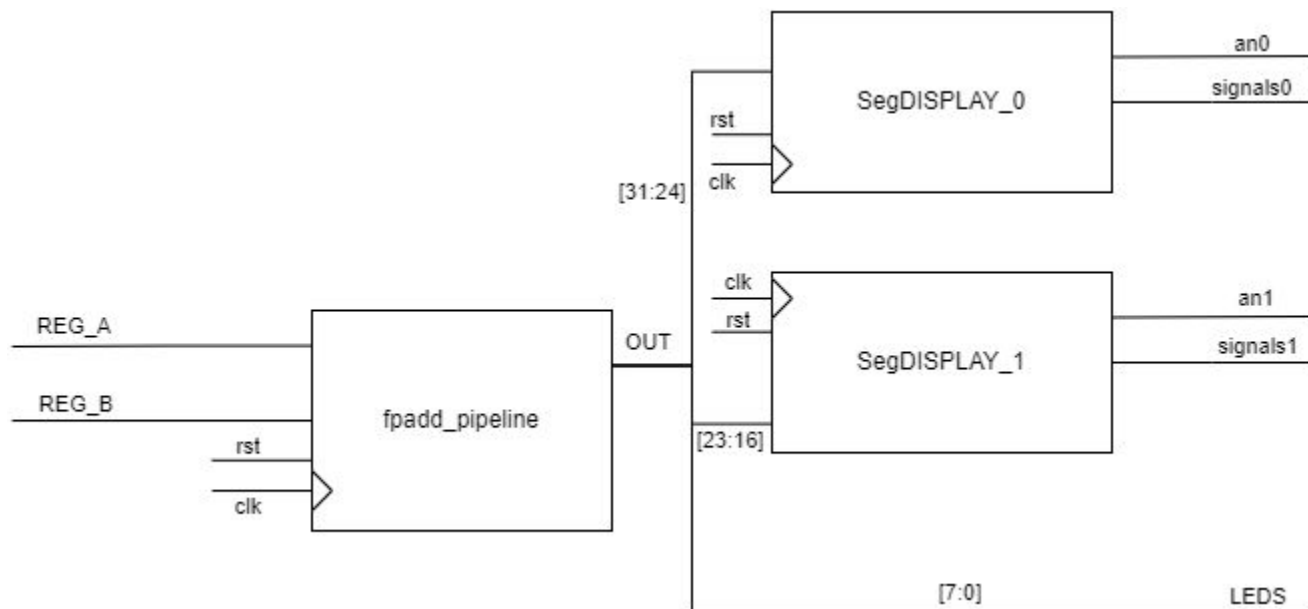 an0
SegDISPLAY_0
signals0
rst
clk
[31:24]
clk
an1
REG_A
rst
OUT
signals1
SegDISPLAY_1
REG_B
fpadd_pipeline
[23:16]
rst
clk
[7:0]
LEDS